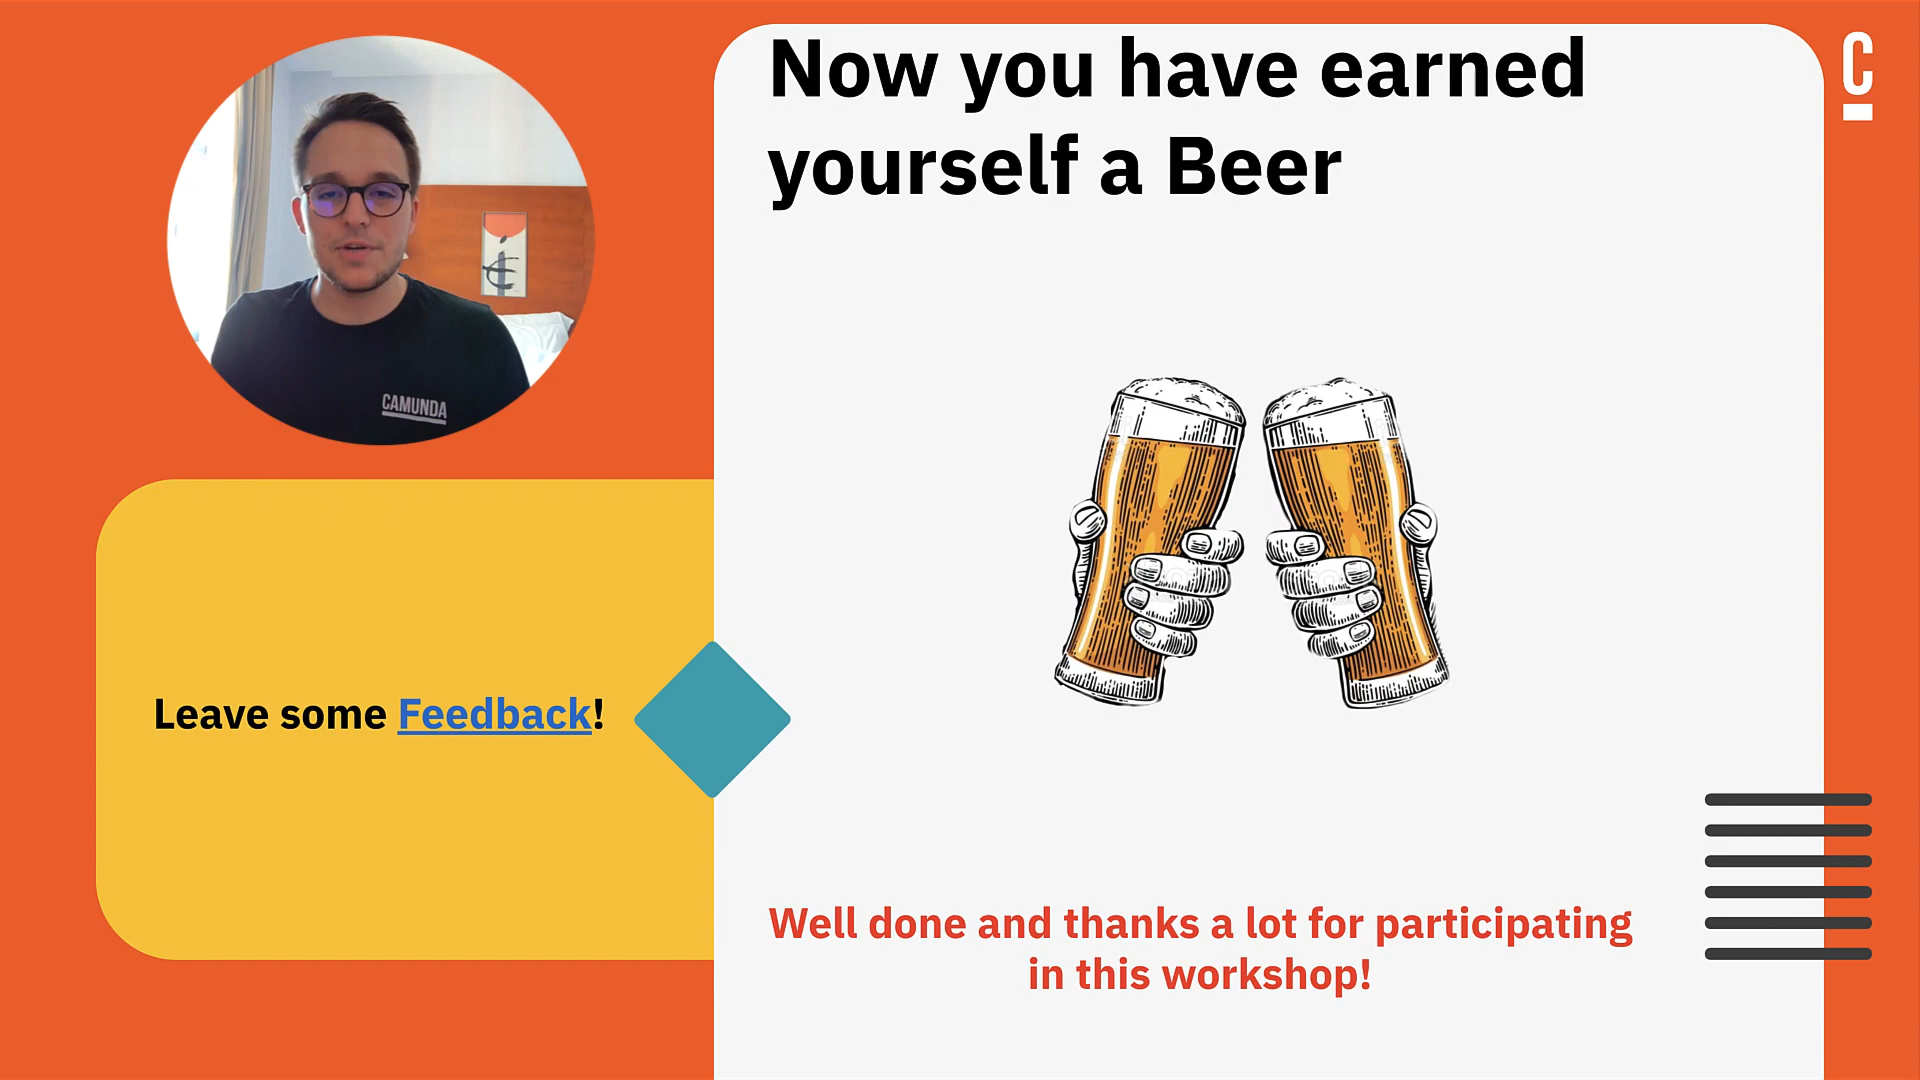 Now you have earned
yourself a Beer
C
CAMUNDA
Leave some Feedback!
Well done and thanks a lot for participating
in this workshop!